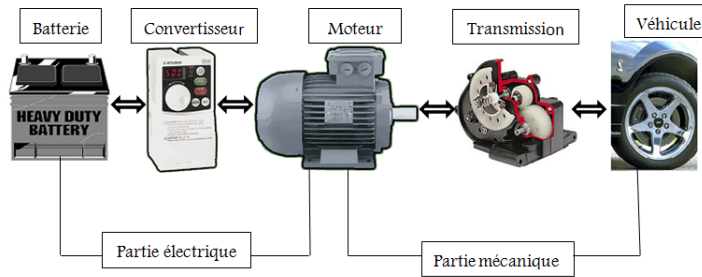 Batterie
Convertisseur
Moteur
Transmission
Véhicule
HEAVY DUTY
BATTERY
Partie électrique
Partie mécanique